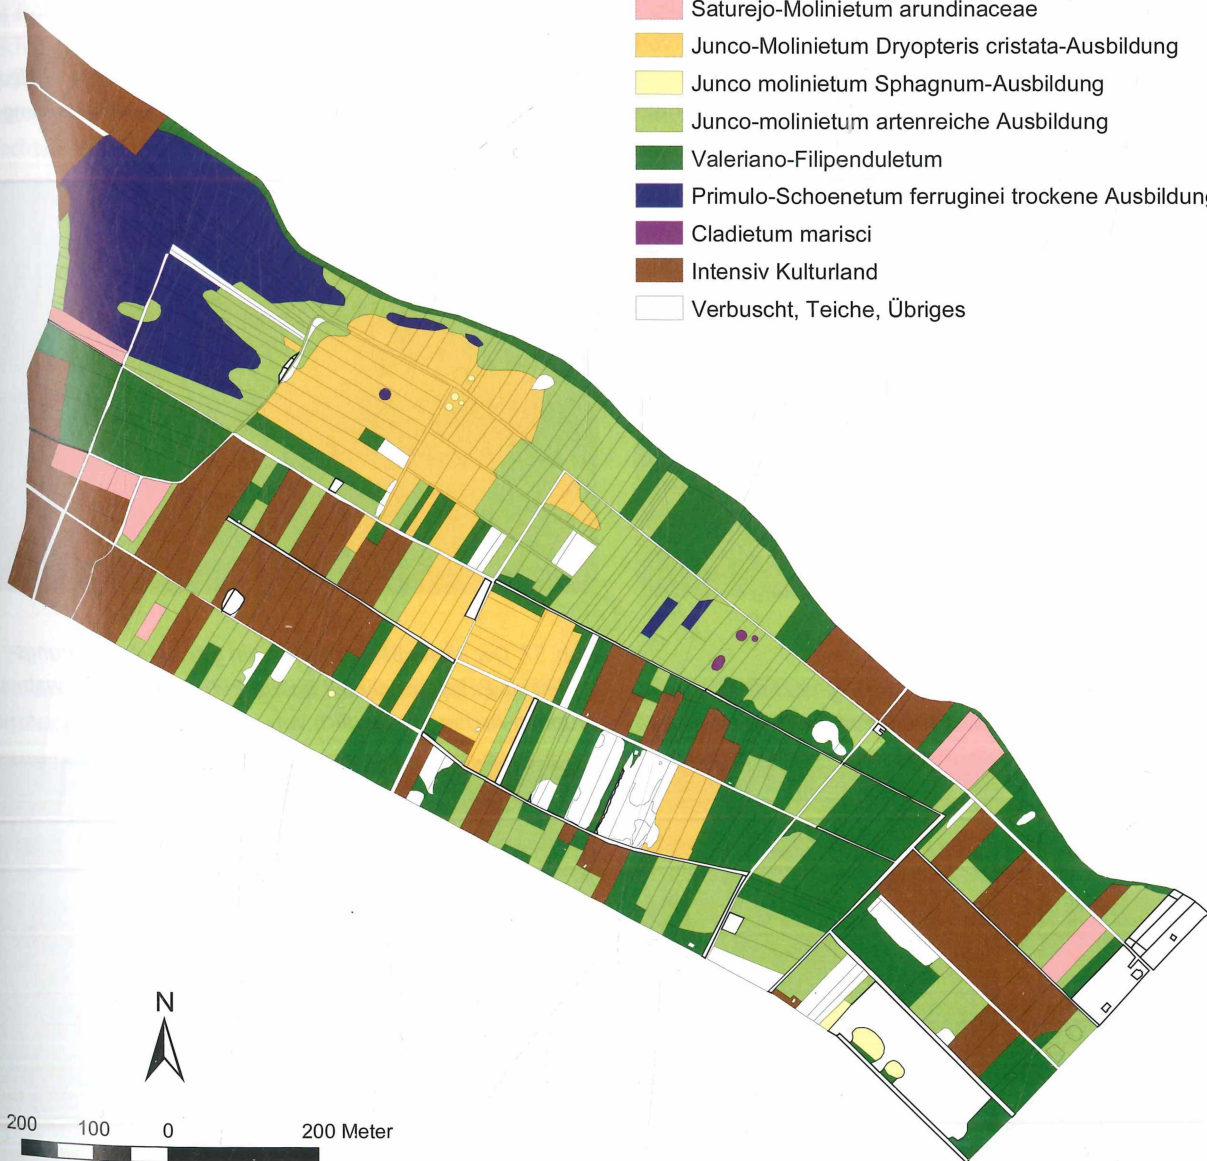 Saturejo-Molinietum arundinaceae
Junco-Molinietum Dryopteris cristata-Ausbildung
Junco molinietum Sphagnum-Ausbildung
Junco-molinietum artenreiche Ausbildung
Valeriano-Filipenduletum
Primulo-Schoenetum ferruginei trockene Ausbildung
Cladietum marisci
Intensiv Kulturland
Verbuscht, Teiche, Übriges
N
200 100 0 200 Meter